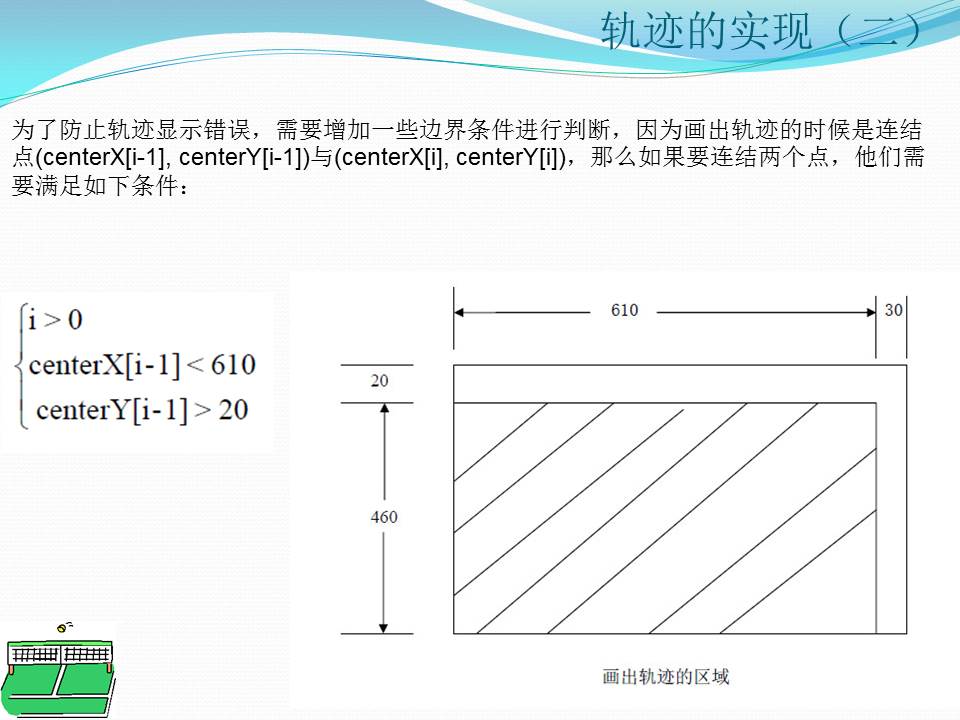 轨迹的实现（二）
为了防止轨迹显示错误，需要增加一些边界条件进行判断，因为画出轨迹的时候是连结
点(centerX[i-1], centerY[i-1])与(centerX[i], centerY[i])，那么如果要连结两个点，他们需
要满足如下条件：
i > 0
centerX[i-1] < 610
centerY[i-1] > 20
610
30
20
460
画出轨迹的区域